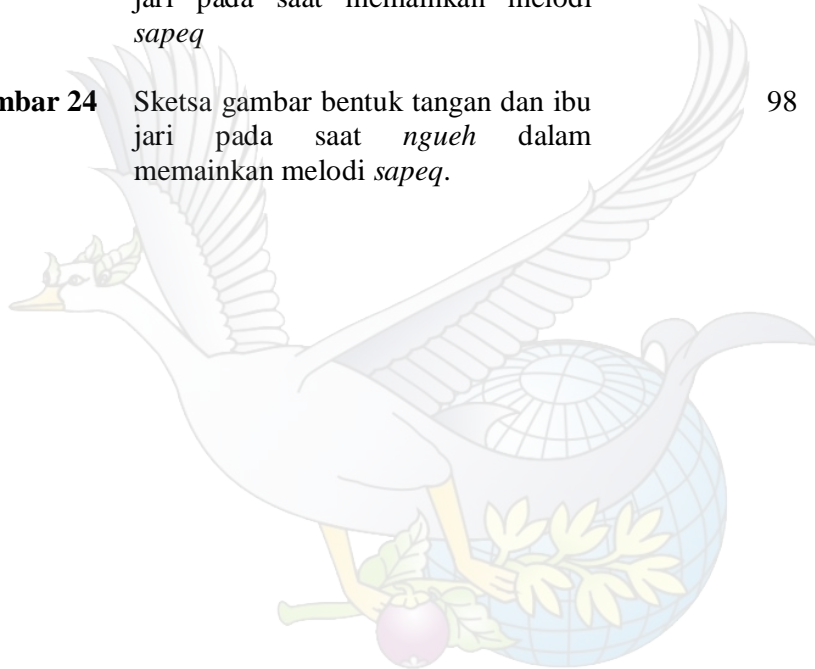 jari pada saat memainkan melodi
sapeq
mbar 24 Sketsa gambar bentuk tangan dan ibu 98
jari pada saat ngueh dalam
memainkan melodi sapeq.